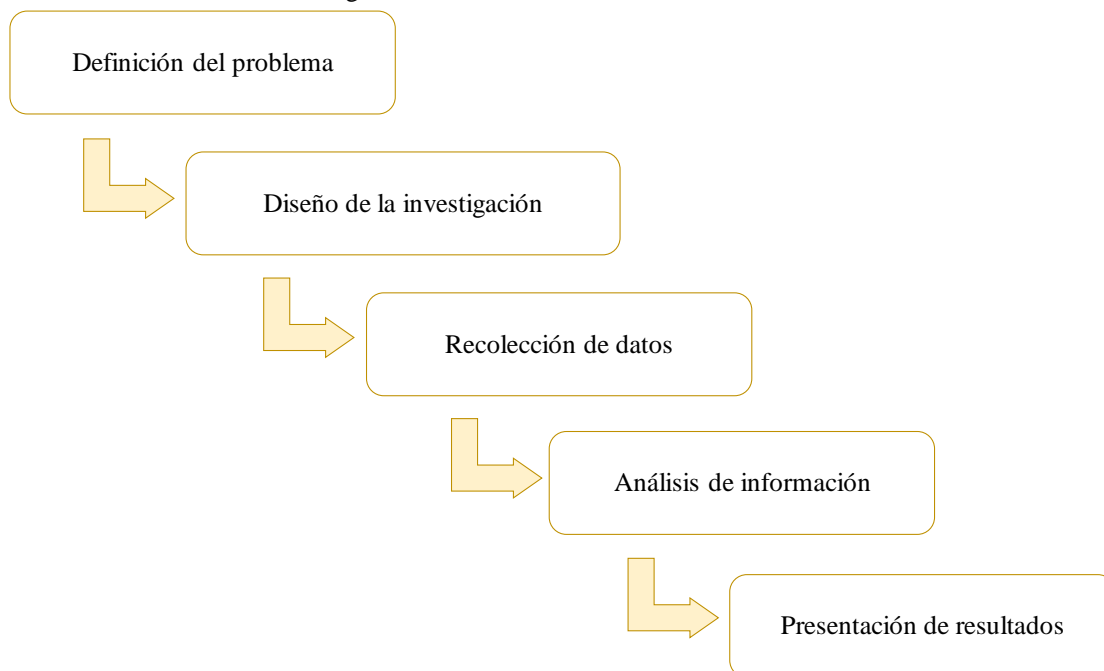 Definición del problema
Diseño de la investigación
Recolección de datos
Análisis de información
Presentación de resultados